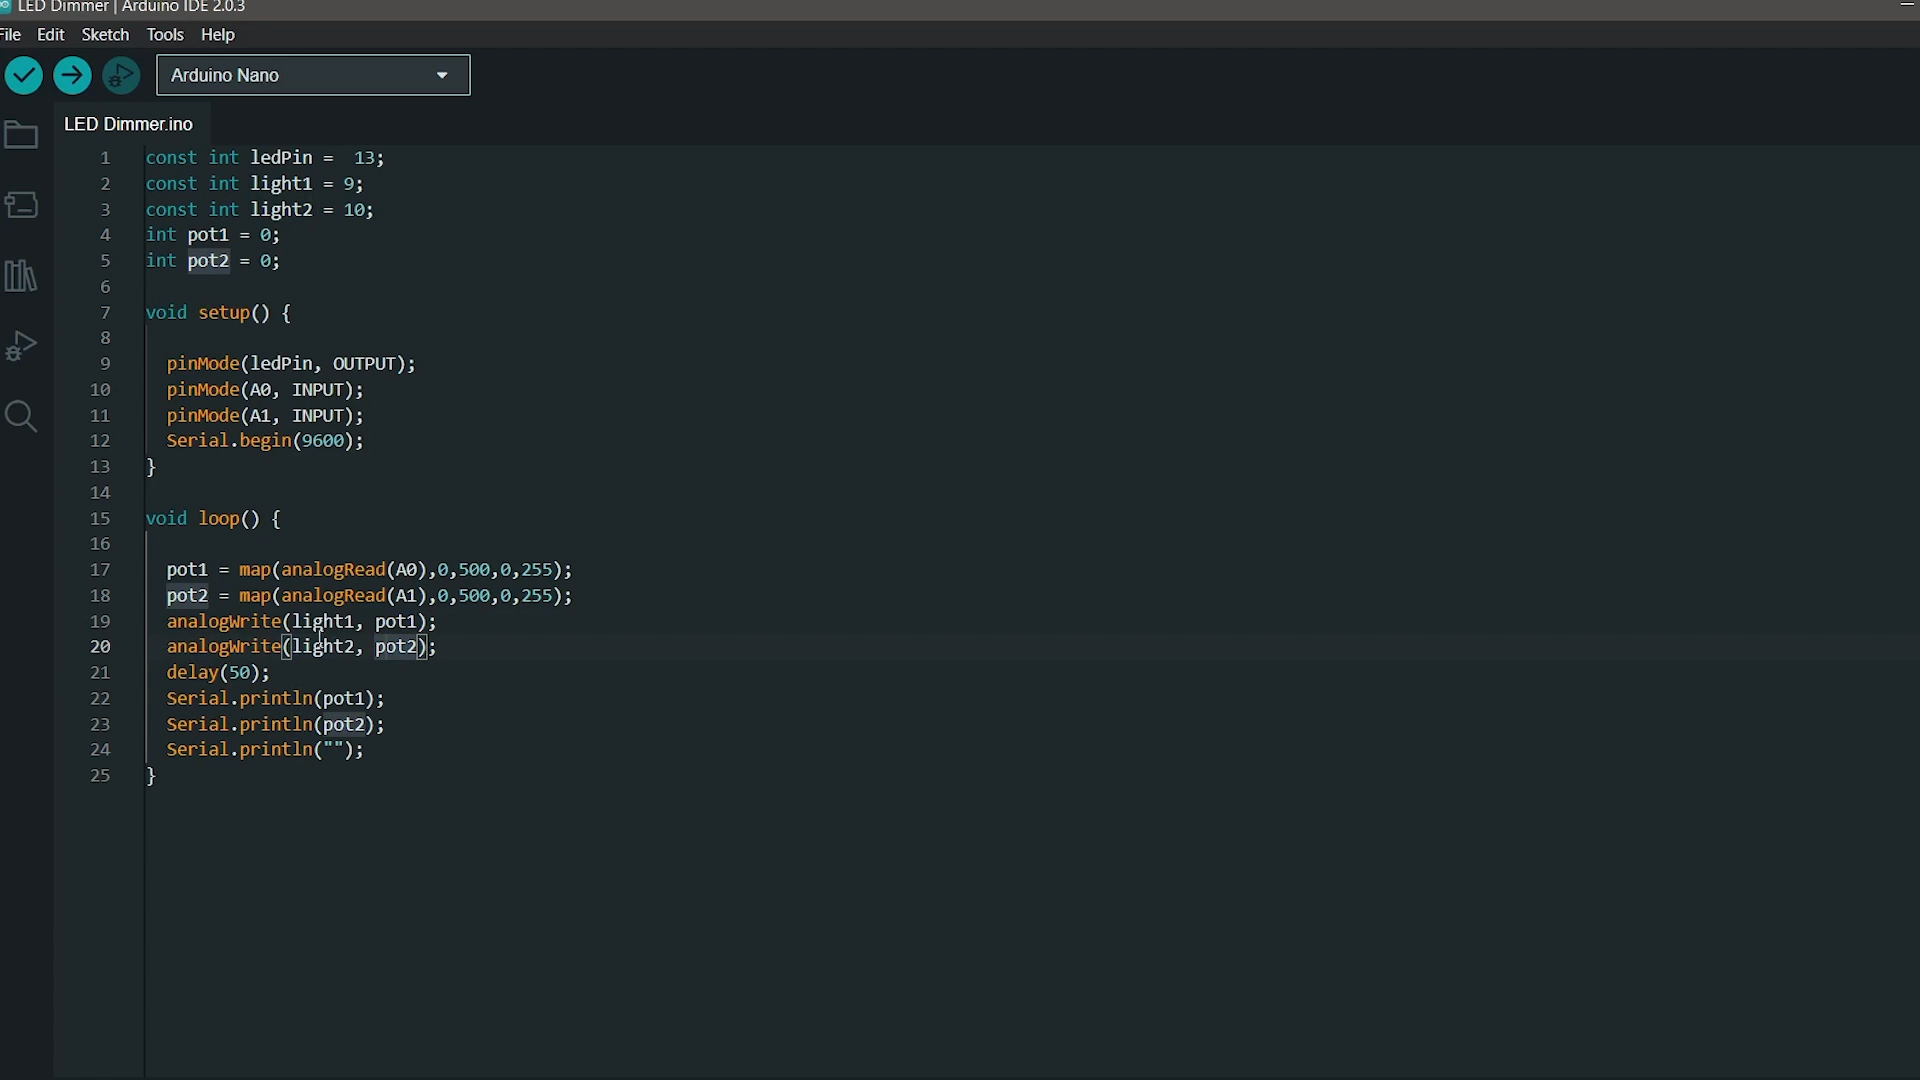 LED Dimmer | Arduino IDE 2.0.3
File Edit Sketch Tools Help
Arduino Nano
LED Dimmer.ino
1 const int ledPin =  13;
2 const int light1 = 9;
3 const int light2 = 10;
4 int pot1 = 0;
5 int pot2 = 0;
6
7 void setup() {
8
9 pinMode(ledPin, OUTPUT);
10 pinMode(A0, INPUT);
11 pinMode(A1, INPUT);
12 Serial.begin(9600);
13 }
14
15 void loop() {
16
17 pot1 = map(analogRead(A0),0,500,0,255);
18 pot2 = map(analogRead(A1),0,500,0,255);
19 analogWrite(light1, pot1);
20 analogWrite(light2, pot2);
21 delay(50);
22 Serial.println(pot1);
23 Serial.println(pot2);
24 Serial.println("");
25 }